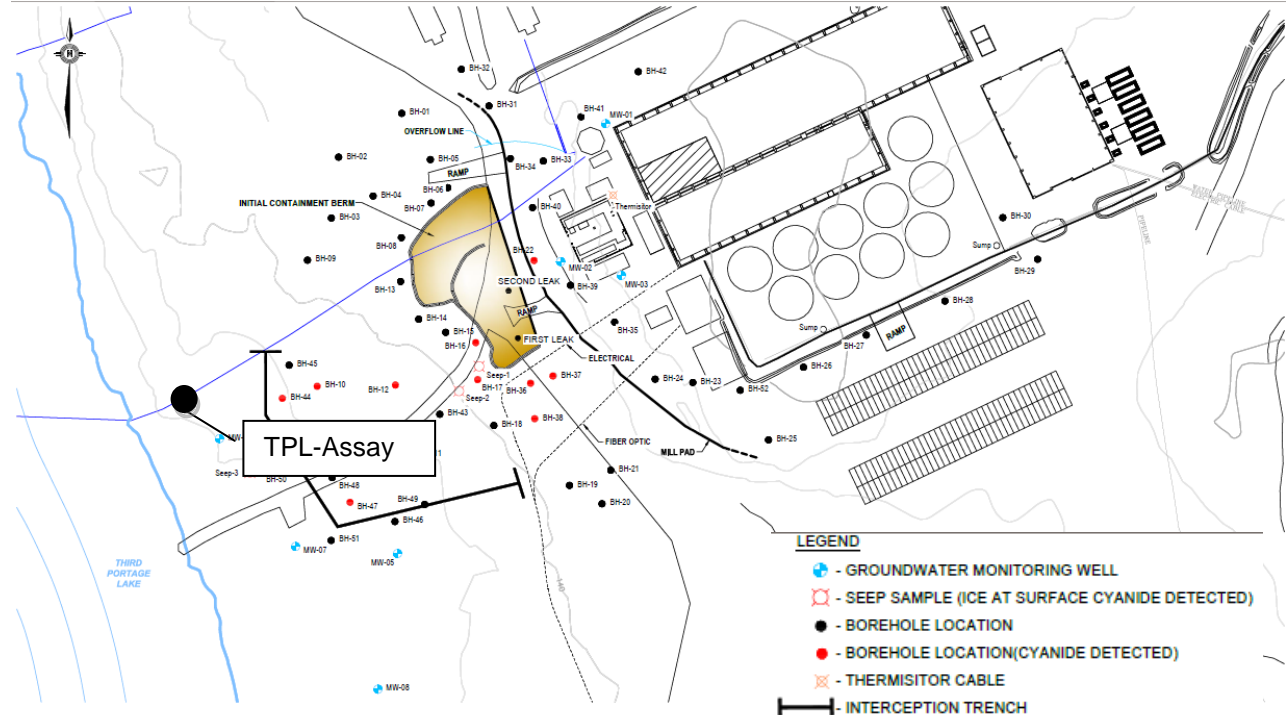 N
BH-32
BH-42
BH-01
BH-31
BH-41
MW-01
OVERFLOW LINE
BH-02
BH-05
BH-34
BH-33
RAMP
BH-06
BH-04
Thermisitor
INITIAL CONTAINMENT BERM
BH-07
BH-40
BH-03
BH-30
BH-08
Sump
PIPELINE
BH-22
BH-09
MW-02
BH-29
MW-03
BH-13
SECOND LEAK
BH-39
BH-28
RAMP
BH-14
BH-35
Sump
BH-15
FIRST LEAK
RAMP
BH-27
BH-16
ELECTRICAL
BH-45
Seep-1
BH-37
BH-26
BH-10
BH-12
BH-17
BH-36
BH-24
BH-23
BH-52
BH-44
Seep-2
BH-43
BH-38
BH-18
FIBER OPTIC
BH-25
TPL-Assay
MILL PAD
Seep-3
BH-21
BH-50
BH-48
BH-19
BH-47
BH-49
BH-20
BH-46
BH-51
MW-07
MW-05
THIRD
PORTAGE
LAKE
140
MW-08
LEGEND
- GROUNDWATER MONITORING WELL
- SEEP SAMPLE (ICE AT SURFACE CYANIDE DETECTED)
- BOREHOLE LOCATION
- BOREHOLE LOCATION(CYANIDE DETECTED)
- THERMISITOR CABLE
- INTERCEPTION TRENCH